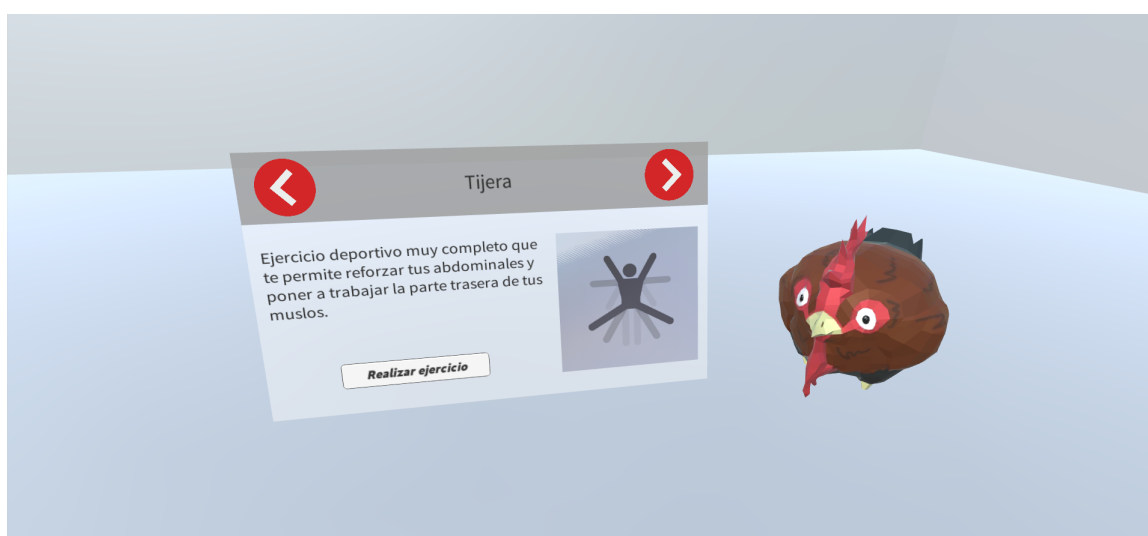 Tijera
Ejercicio deportivo muy completo que
te permite reforzar tus abdominales y
poner a trabajar la parte trasera de tus
muslos.
Realizar ejercicio